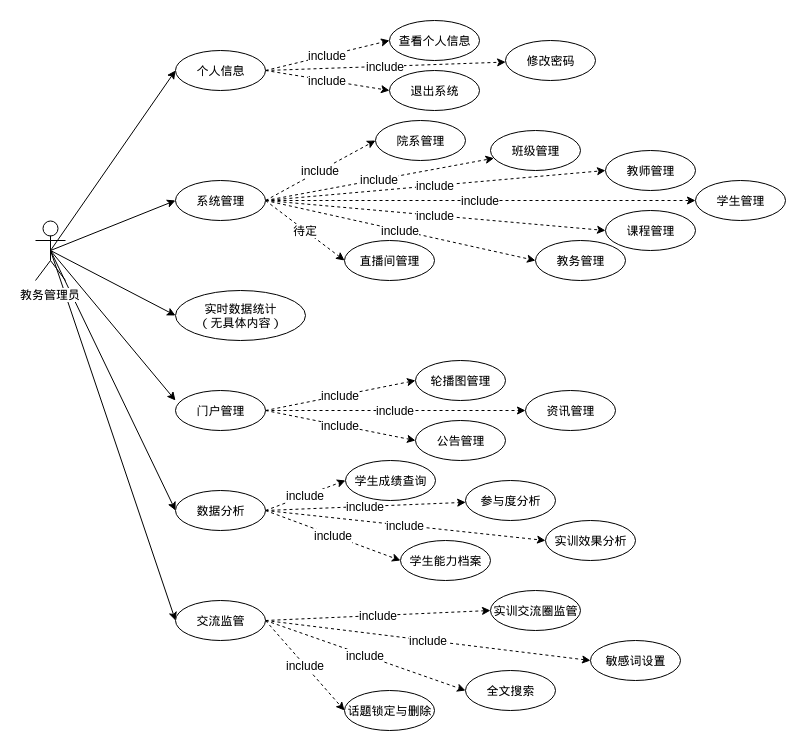 查看个人信息
include
修改密码
include
个人信息
include
退出系统
院系管理
班级管理
include
教师管理
include
include
系统管理
include
学生管理
include
课程管理
待定
include
直播间管理
教务管理
教务管理员
实时数据统计
（无具体内容）
轮播图管理
include
门户管理
include
资讯管理
include
公告管理
学生成绩查询
include
参与度分析
include
数据分析
include
实训效果分析
include
学生能力档案
实训交流圈监管
include
交流监管
include
敏感词设置
include
include
全文搜索
话题锁定与删除